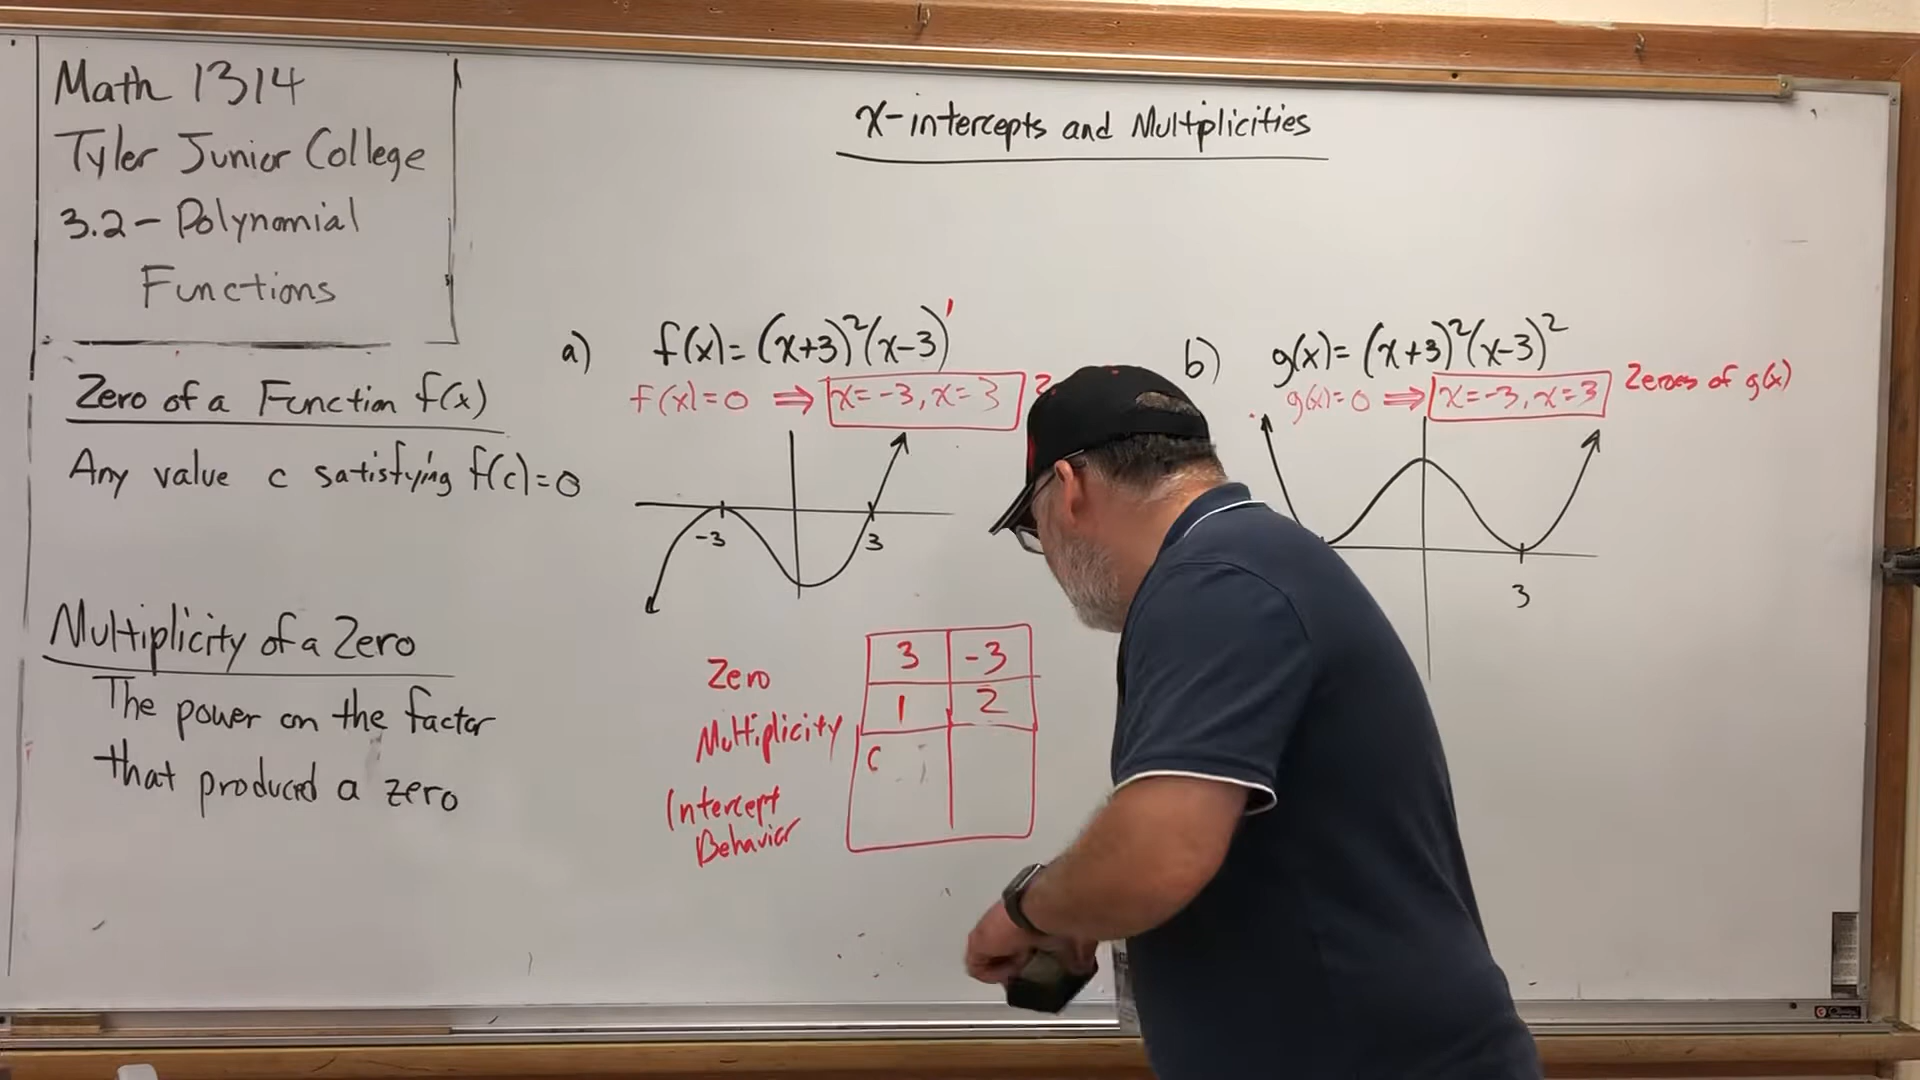 Math 1314
Tyler Junior College
3.2 - Polynomial
Functions
x-intercepts and Multiplicities
Zero of a Function f(x)
Any value c satisfying f(c)=0
Multiplicity of a Zero
The power on the factor
that produced a zero
a) f(x)=(x+3)²(x-3)¹
f(x)=0 ⇒ x=-3, x=3
-3 3
Zero 3 -3
Multiplicity 1 2
Intercept
Behavior
C
b) g(x)=(x+3)²(x-3)²
g(x)=0 ⇒ x=-3, x=3 Zeroes of g(x)
3